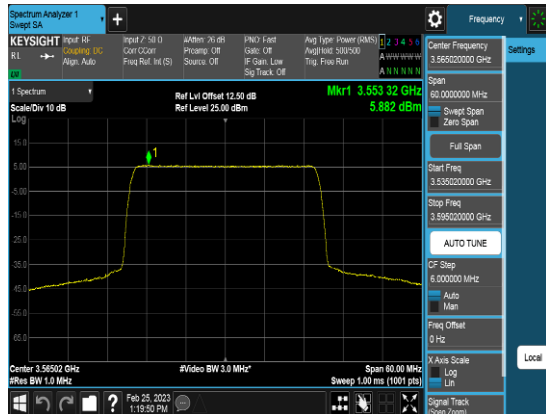 Spectrum Analyzer 1
Swept SA
+
Frequency
KEYSIGHT Input: RF
RL Coupling: DC
Align: Auto
Input Z: 50 Ω
Corr CCorr
Freq Ref: Int (S)
#Atten: 26 dB
Preamp: Off
Source: Off
PNO: Fast
Gate: Off
IF Gain: Low
Sig Track: Off
Avg Type: Power (RMS)
Avg|Hold: 500/500
Trig: Free Run
1 2 3 4 5 6
A W W W W W
A N N N N N
Center Frequency
3.565020000 GHz
Settings
Span
60.0000000 MHz
Swept Span
Zero Span
Full Span
Start Freq
3.535020000 GHz
Stop Freq
3.595020000 GHz
AUTO TUNE
CF Step
6.000000 MHz
Auto
Man
Freq Offset
0 Hz
X Axis Scale
Log
Lin
Local
Signal Track
(Span Zoom)
1 Spectrum
Scale/Div 10 dB
Ref Lvl Offset 12.50 dB
Ref Level 25.00 dBm
Mkr1 3.553 32 GHz
5.882 dBm
Log
15.0
5.00
-5.00
-15.0
-25.0
-35.0
-45.0
-55.0
-65.0
1
Center 3.56502 GHz
#Res BW 1.0 MHz
#Video BW 3.0 MHz*
Span 60.00 MHz
Sweep 1.00 ms (1001 pts)
?
Feb 25, 2023
1:19:50 PM